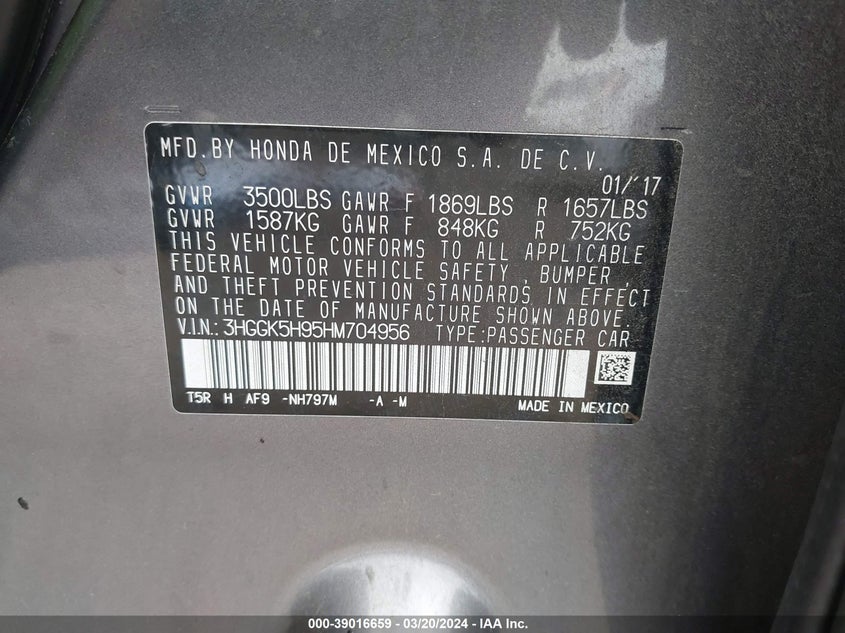 MFD. BY HONDA DE MEXICO S.A. DE C.V.
01/'17
GVWR 3500LBS GAWR F 1869LBS R 1657LBS
GVWR 1587KG GAWR F 848KG R 752KG
THIS VEHICLE CONFORMS TO ALL APPLICABLE
FEDERAL MOTOR VEHICLE SAFETY, BUMPER,
AND THEFT PREVENTION STANDARDS IN EFFECT
ON THE DATE OF MANUFACTURE SHOWN ABOVE.
V.I.N.: 3HGGK5H95HM704956 TYPE:PASSENGER CAR
T5R H AF9 -NH797M -A -M MADE IN MEXICO
000-39016659 - 03/20/2024 - IAA Inc.